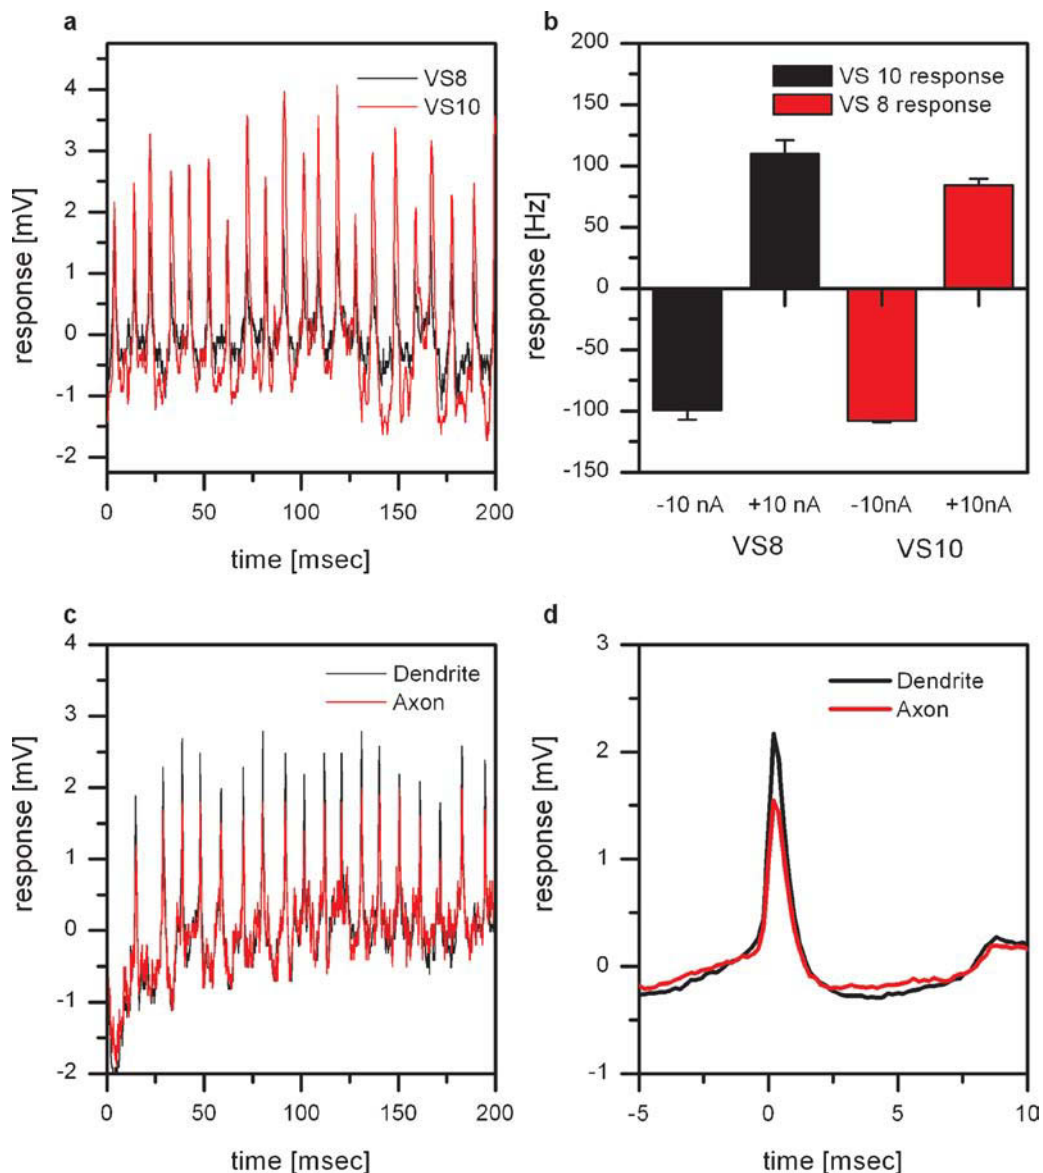 a
VS8
VS10
4
3
2
1
0
-1
-2
response [mV]
0 50 100 150 200
time [msec]
b
VS 10 response
VS 8 response
200
150
100
50
0
-50
-100
-150
response [Hz]
-10 nA +10 nA -10nA +10nA
VS8 VS10
c
Dendrite
Axon
4
3
2
1
0
-1
-2
response [mV]
0 50 100 150 200
time [msec]
d
Dendrite
Axon
3
2
1
0
-1
response [mV]
-5 0 5 10
time [msec]